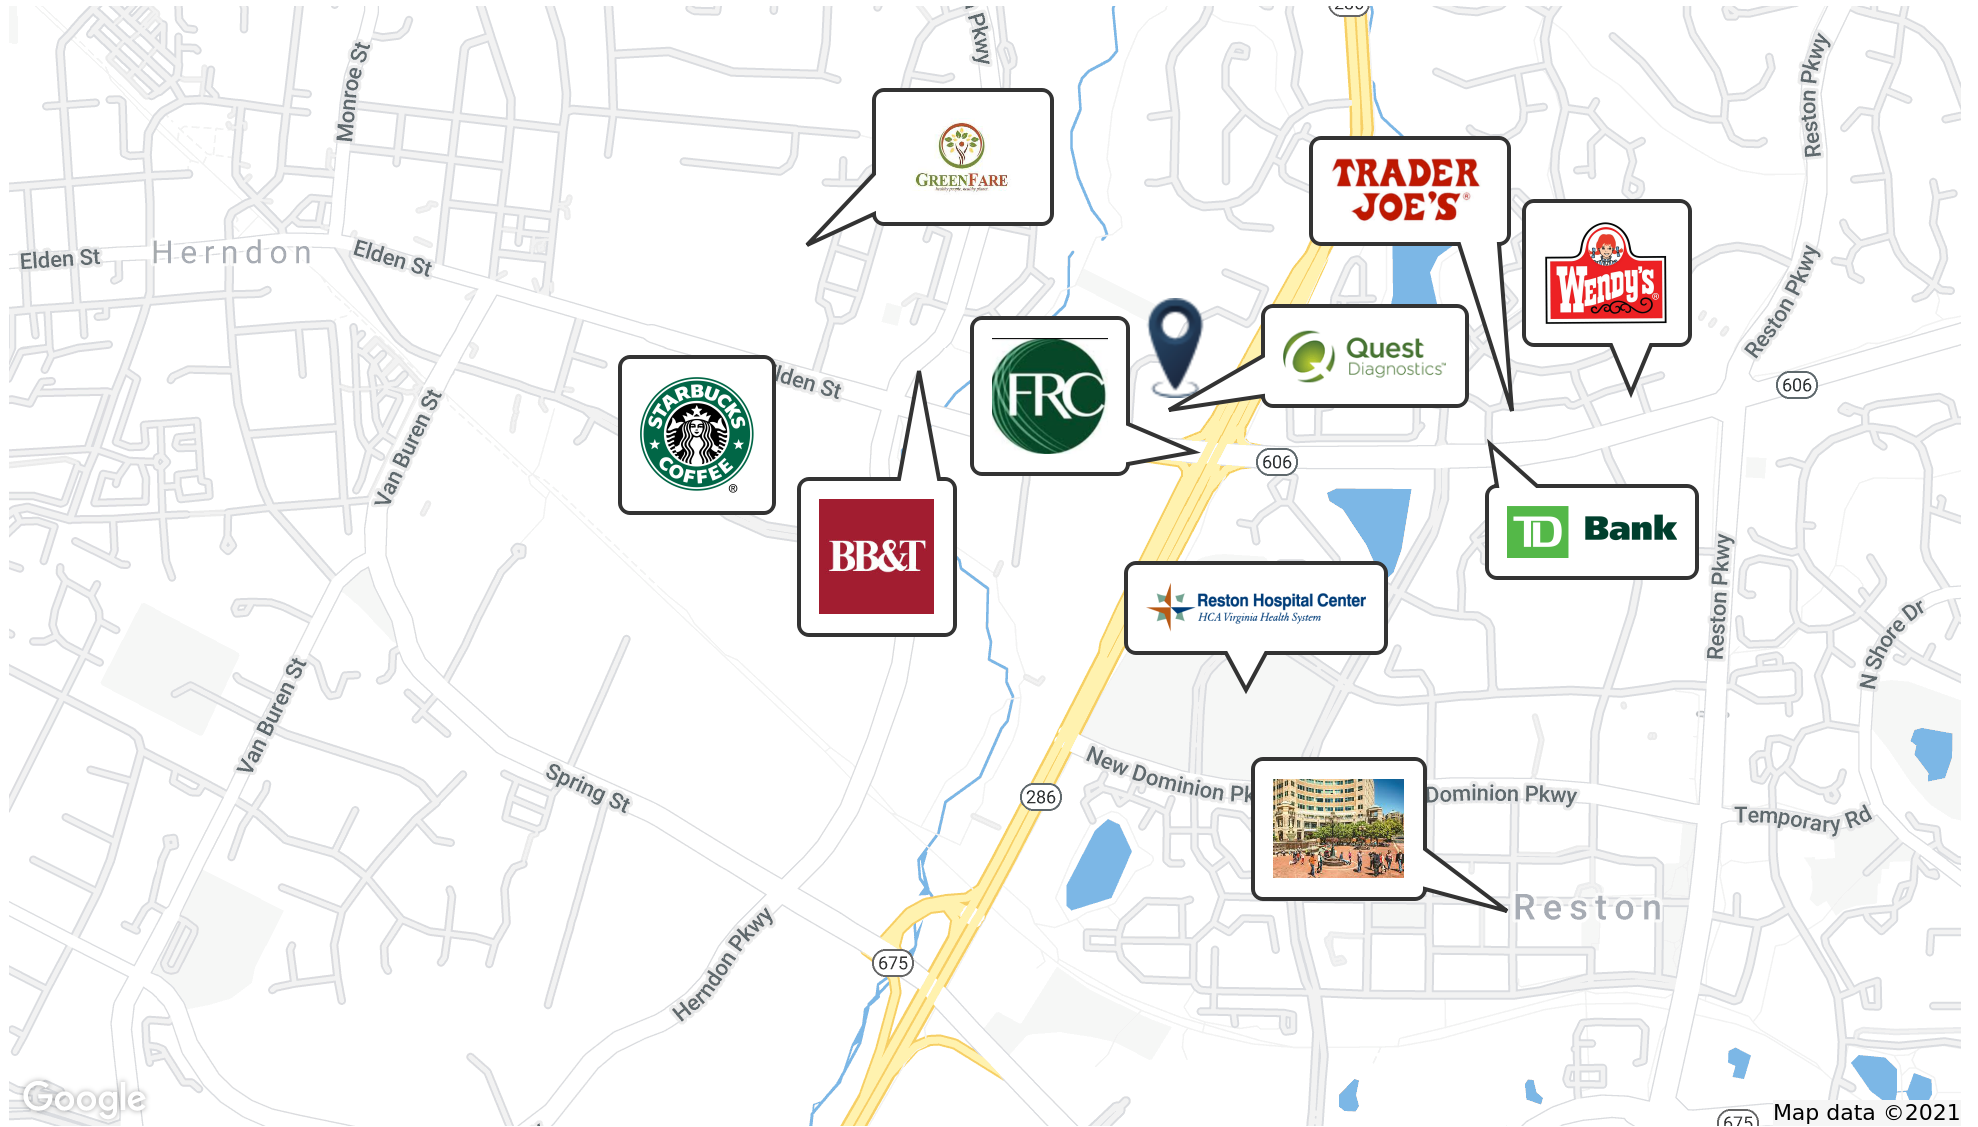 286
Pkwy
Monroe St
Reston Pkwy
GREENFARE
TRADER
JOE'S®
WENDY'S®
Elden St
Herndon
Elden St
Reston Pkwy
Quest
Diagnostics™
FRC
lden St
606
STARBUCKS
COFFEE
®
Van Buren St
606
BB&T
TD Bank
Reston Pkwy
Reston Hospital Center
HCA Virginia Health System
N Shore Dr
Van Buren St
New Dominion Pk
Dominion Pkwy
Spring St
286
Temporary Rd
Reston
Herndon Pkwy
675
Google
675
Map data ©2021